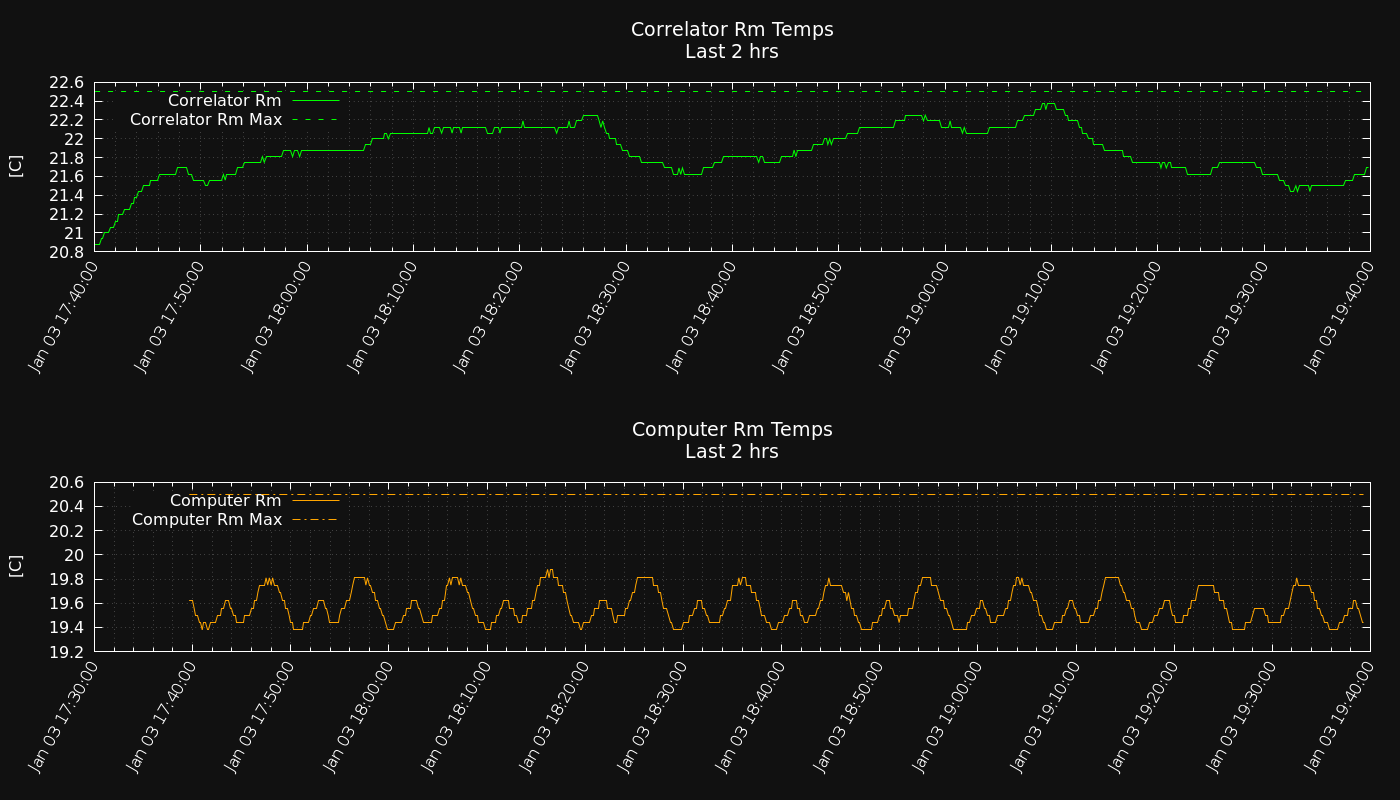 Correlator Rm Temps
Last 2 hrs
22.6
22.4
22.2
22
21.8
21.6
21.4
21.2
21
20.8
[C]
Correlator Rm
Correlator Rm Max
Jan 03 17:40:00
Jan 03 17:50:00
Jan 03 18:00:00
Jan 03 18:10:00
Jan 03 18:20:00
Jan 03 18:30:00
Jan 03 18:40:00
Jan 03 18:50:00
Jan 03 19:00:00
Jan 03 19:10:00
Jan 03 19:20:00
Jan 03 19:30:00
Jan 03 19:40:00
Computer Rm Temps
Last 2 hrs
20.6
20.4
20.2
20
19.8
19.6
19.4
19.2
[C]
Computer Rm
Computer Rm Max
Jan 03 17:30:00
Jan 03 17:40:00
Jan 03 17:50:00
Jan 03 18:00:00
Jan 03 18:10:00
Jan 03 18:20:00
Jan 03 18:30:00
Jan 03 18:40:00
Jan 03 18:50:00
Jan 03 19:00:00
Jan 03 19:10:00
Jan 03 19:20:00
Jan 03 19:30:00
Jan 03 19:40:00